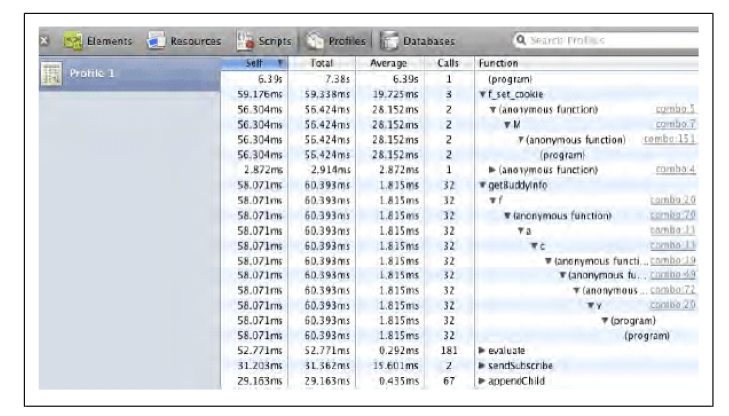 Elements Resources Scripts Profiles Databases Search Profiles
Profile 1
Self Total Average Calls Function
6.39s 7.38s 6.39s 1 (program)
59.176ms 59.338ms 19.725ms 3 ▼f_set_cookie
56.304ms 56.424ms 28.152ms 2 ▼(anonymous function) combo:5
56.304ms 56.424ms 28.152ms 2 ▼M combo:7
56.304ms 56.424ms 28.152ms 2 ▼(anonymous function) combo:151
56.304ms 56.424ms 28.152ms 2 (program)
2.872ms 2.914ms 2.872ms 1 ▶(anonymous function) combo:4
58.071ms 60.393ms 1.815ms 32 ▼getBuddyInfo
58.071ms 60.393ms 1.815ms 32 ▼f combo:20
58.071ms 60.393ms 1.815ms 32 ▼(anonymous function) combo:70
58.071ms 60.393ms 1.815ms 32 ▼a combo:13
58.071ms 60.393ms 1.815ms 32 ▼c combo:13
58.071ms 60.393ms 1.815ms 32 ▼(anonymous functi... combo:19
58.071ms 60.393ms 1.815ms 32 ▼(anonymous fu... combo:69
58.071ms 60.393ms 1.815ms 32 ▼(anonymous ... combo:72
58.071ms 60.393ms 1.815ms 32 ▼v combo:20
58.071ms 60.393ms 1.815ms 32 ▼(program)
58.071ms 60.393ms 1.815ms 32 (program)
52.771ms 52.771ms 0.292ms 181 ▶evaluate
31.203ms 31.362ms 15.601ms 2 ▶sendSubscribe
29.163ms 29.163ms 0.435ms 67 ▶appendChild